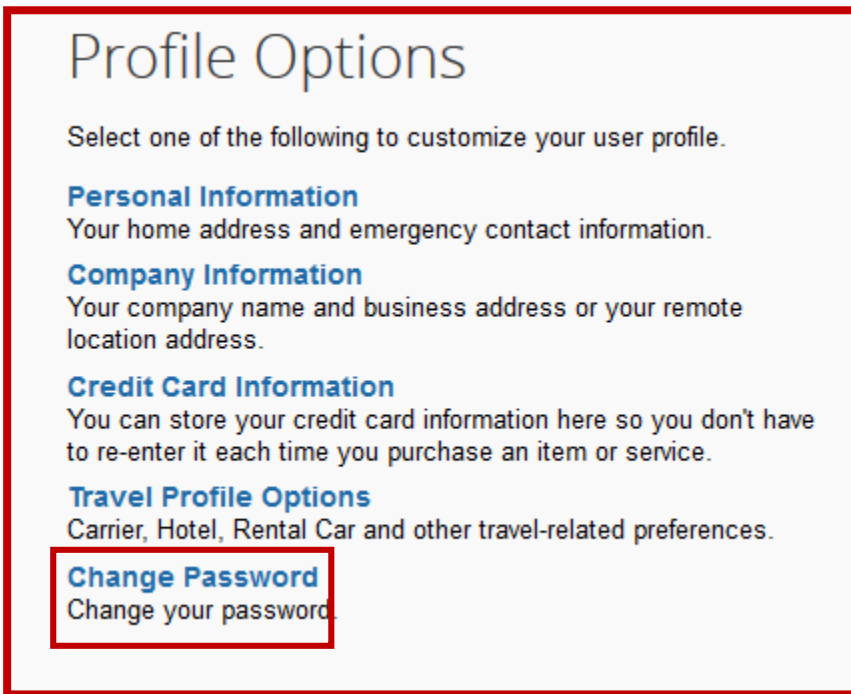 Profile Options
Select one of the following to customize your user profile.
Personal Information
Your home address and emergency contact information.
Company Information
Your company name and business address or your remote
location address.
Credit Card Information
You can store your credit card information here so you don't have
to re-enter it each time you purchase an item or service.
Travel Profile Options
Carrier, Hotel, Rental Car and other travel-related preferences.
Change Password
Change your password.